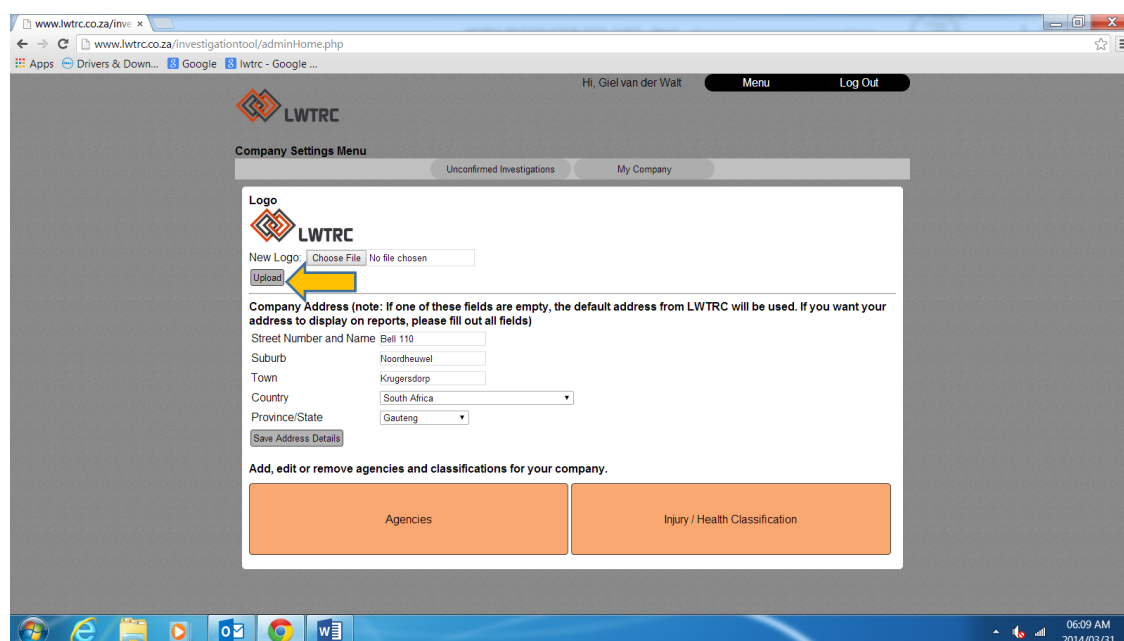 www.lwtrc.co.za/inve
www.lwtrc.co.za/investigationtool/adminHome.php
Apps Drivers & Down... Google lwtrc - Google ...
Hi, Giel van der Walt Menu Log Out
LWTRC
Company Settings Menu
Unconfirmed Investigations My Company
Logo
LWTRC
New Logo: Choose File No file chosen
Upload
Company Address (note: If one of these fields are empty, the default address from LWTRC will be used. If you want your
address to display on reports, please fill out all fields)
Street Number and Name Bell 110
Suburb Noordheuwel
Town Krugersdorp
Country South Africa
Province/State Gauteng
Save Address Details
Add, edit or remove agencies and classifications for your company.
Agencies Injury / Health Classification
06:09 AM
2014/03/31